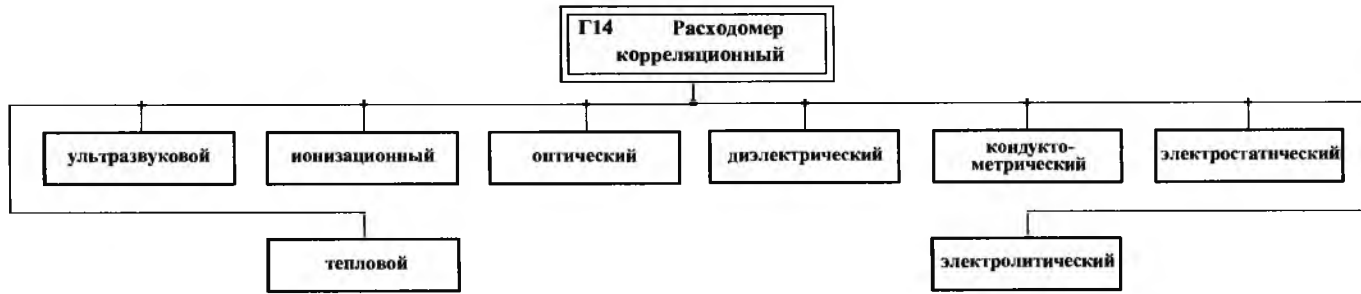 Г14 Расходомер
корреляционный
ультразвуковой
ионизационный
оптический
диэлектрический
кондукто-
метрический
электростатический
тепловой
электролитический